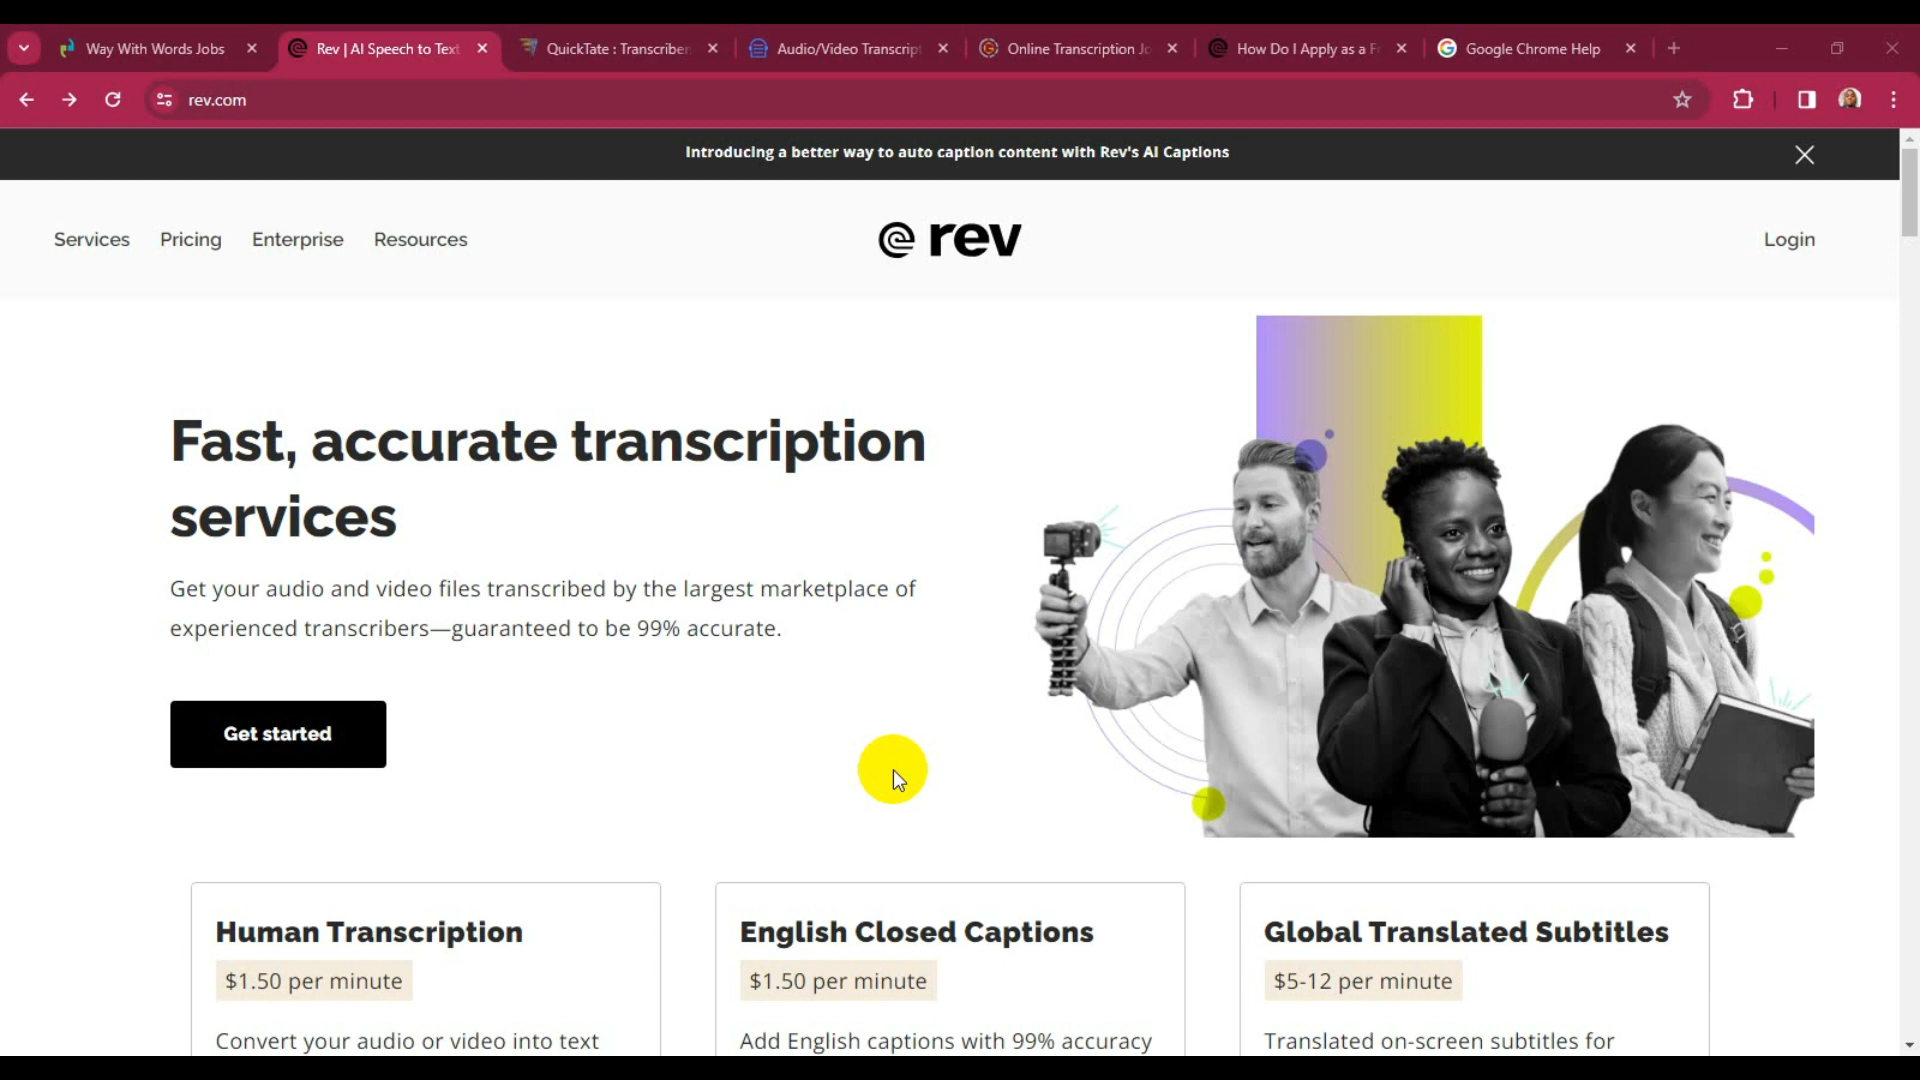 Way With Words Jobs
Rev | AI Speech to Text
QuickTate : Transcriber
Audio/Video Transcript
Online Transcription Jo
How Do I Apply as a Fr
Google Chrome Help
rev.com
Introducing a better way to auto caption content with Rev's AI Captions
Services
Pricing
Enterprise
Resources
rev
Login
Fast, accurate transcription
services
Get your audio and video files transcribed by the largest marketplace of
experienced transcribers—guaranteed to be 99% accurate.
Get started
Human Transcription
$1.50 per minute
Convert your audio or video into text
English Closed Captions
$1.50 per minute
Add English captions with 99% accuracy
Global Translated Subtitles
$5-12 per minute
Translated on-screen subtitles for